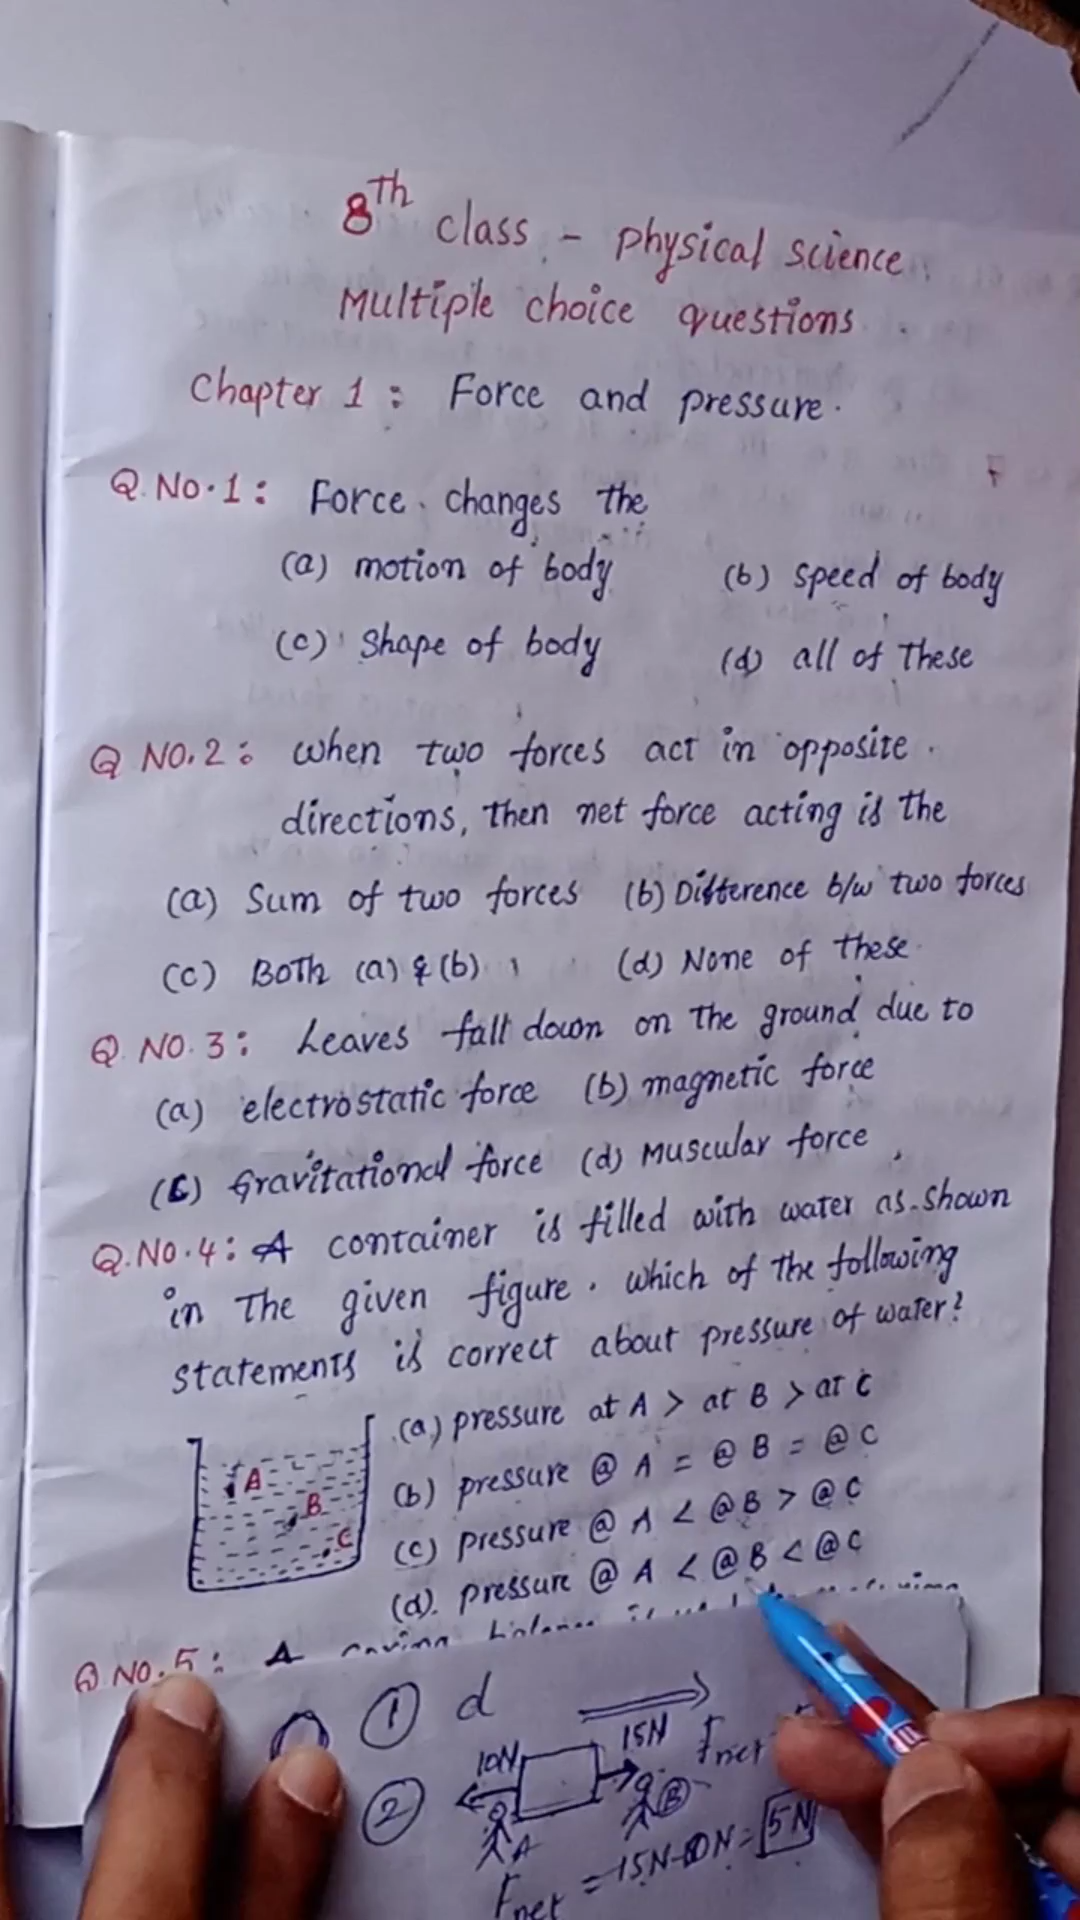 8Th class - physical science
Multiple choice questions
Chapter 1 : Force and pressure.
Q.No.1: Force changes the
(a) motion of body (b) speed of body
(c) shape of body (d) all of These
Q NO.2: when two forces act in opposite
directions, then net force acting is the
(a) Sum of two forces (b) Difference b/w two forces
(c) BOTh (a) & (b) (d) None of these
Q. NO.3: Leaves fall down on the ground due to
(a) electrostatic force (b) magnetic force
(c) Gravitational force (d) Muscular force
Q.No.4: A container is filled with water as shown
in The given figure. which of the following
statements is correct about pressure of water?
(a) pressure at A > at B > at C
(b) pressure @ A = @ B = @ C
(c) pressure @ A < @ B > @ C
(d). pressure @ A < @ B < @ C
A
B
C
Q NO.5: A
1 d
2 10N 15N Fnet
A B
Fnet = 15N-10N = 5N